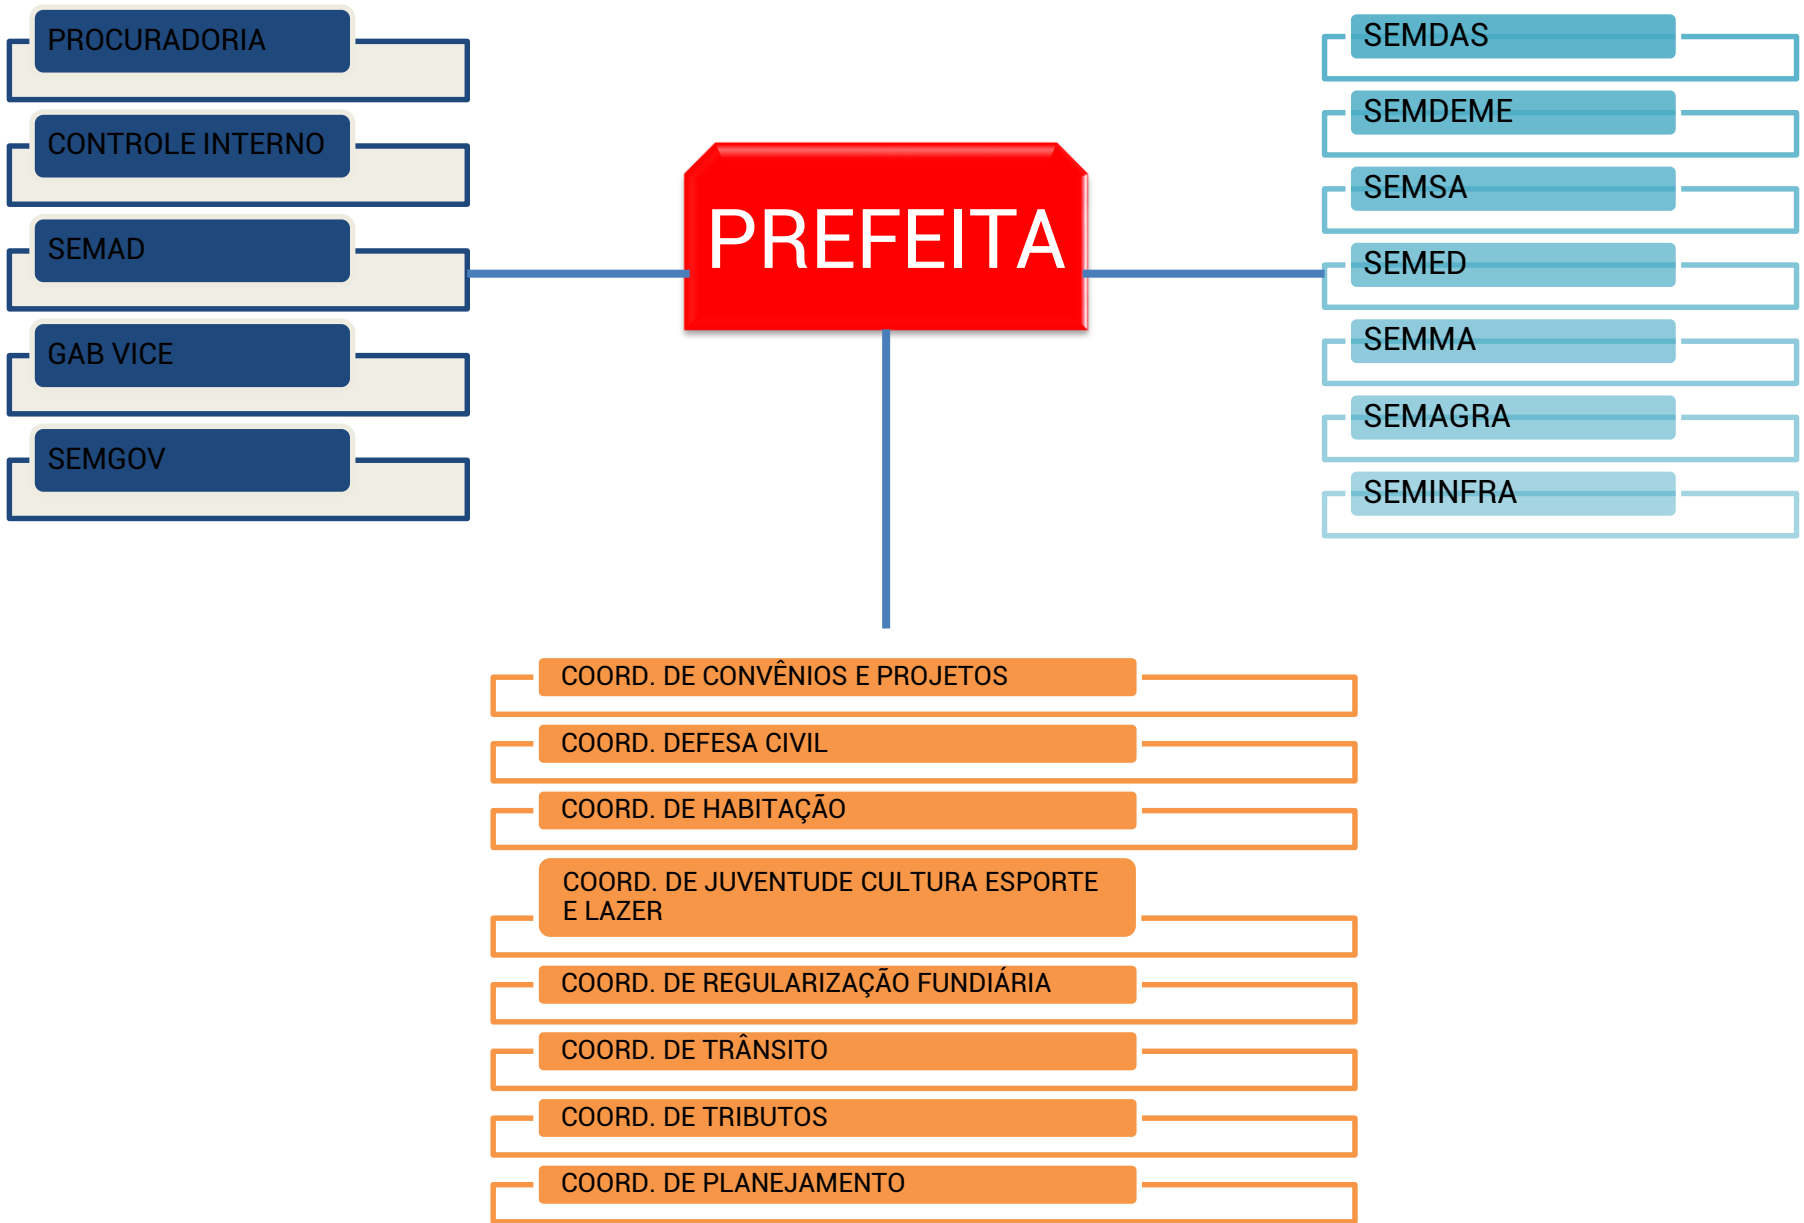 PROCURADORIA
CONTROLE INTERNO
SEMAD
GAB VICE
SEMGOV
PREFEITA
SEMDAS
SEMDEME
SEMSA
SEMED
SEMMA
SEMAGRA
SEMINFRA
COORD. DE CONVÊNIOS E PROJETOS
COORD. DEFESA CIVIL
COORD. DE HABITAÇÃO
COORD. DE JUVENTUDE CULTURA ESPORTE
E LAZER
COORD. DE REGULARIZAÇÃO FUNDIÁRIA
COORD. DE TRÂNSITO
COORD. DE TRIBUTOS
COORD. DE PLANEJAMENTO